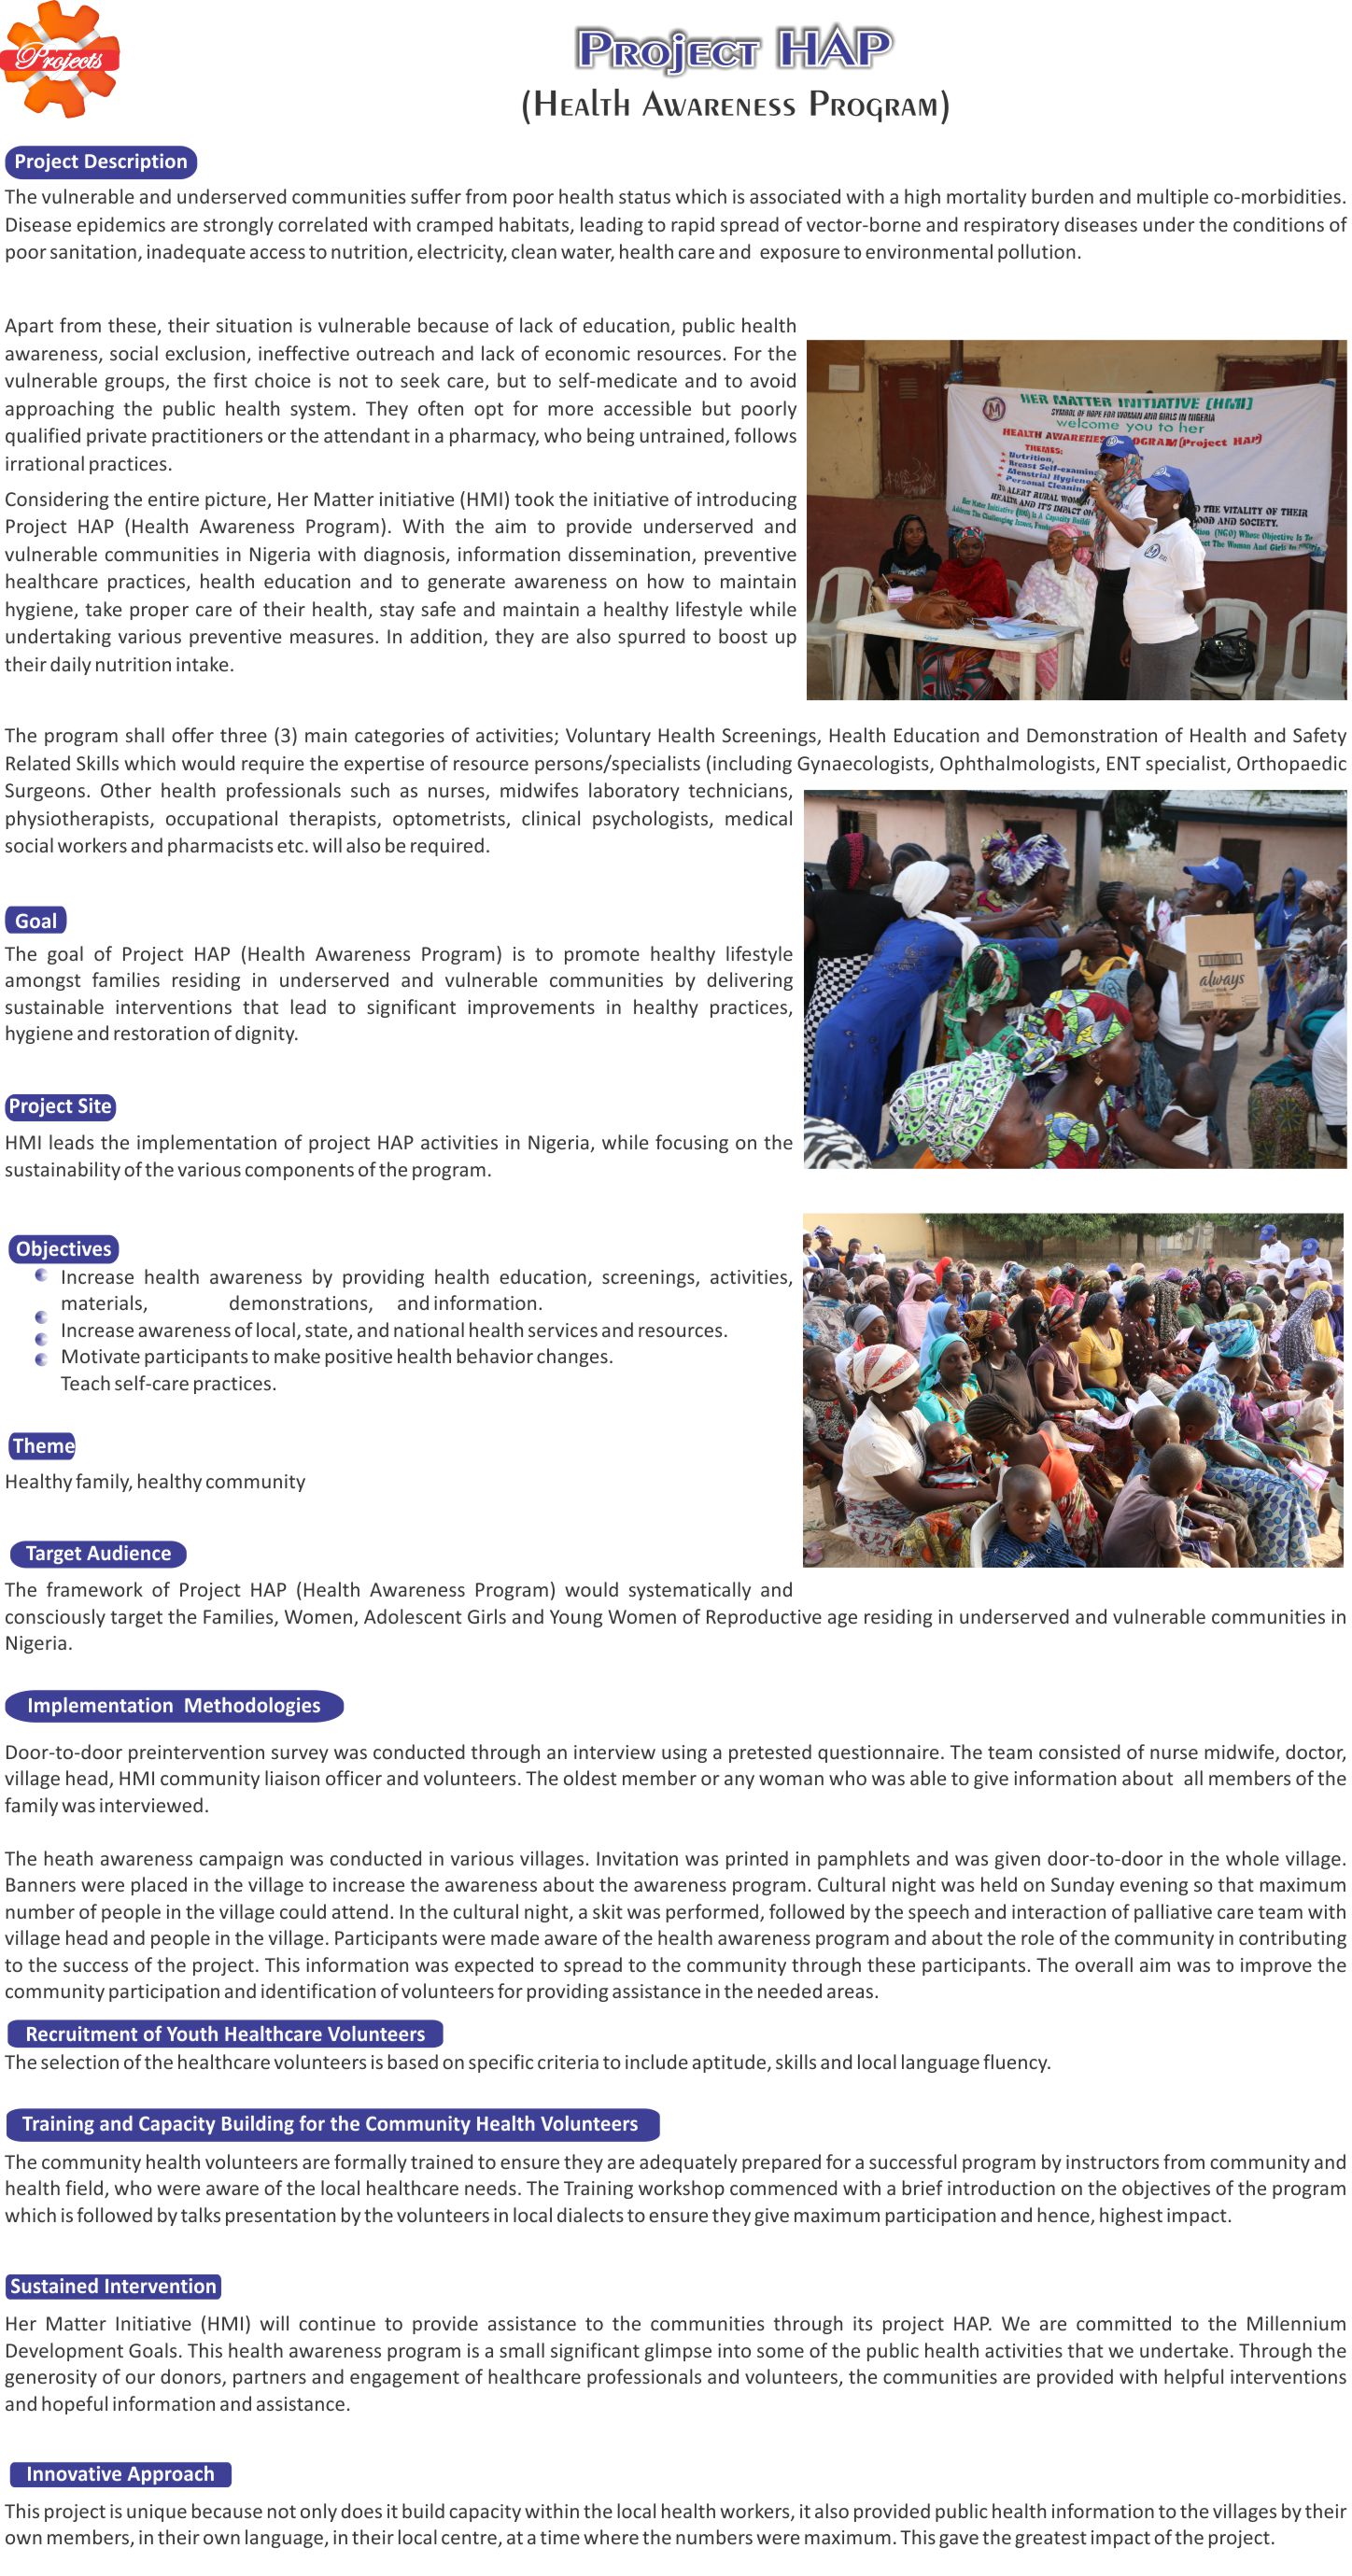 Projects
Project HAP
(Health Awareness Program)
Project Description
The vulnerable and underserved communities suffer from poor health status which is associated with a high mortality burden and multiple co-morbidities.
Disease epidemics are strongly correlated with cramped habitats, leading to rapid spread of vector-borne and respiratory diseases under the conditions of
poor sanitation, inadequate access to nutrition, electricity, clean water, health care and exposure to environmental pollution.
Apart from these, their situation is vulnerable because of lack of education, public health
awareness, social exclusion, ineffective outreach and lack of economic resources. For the
vulnerable groups, the first choice is not to seek care, but to self-medicate and to avoid
approaching the public health system. They often opt for more accessible but poorly
qualified private practitioners or the attendant in a pharmacy, who being untrained, follows
irrational practices.
Considering the entire picture, Her Matter initiative (HMI) took the initiative of introducing
Project HAP (Health Awareness Program). With the aim to provide underserved and
vulnerable communities in Nigeria with diagnosis, information dissemination, preventive
healthcare practices, health education and to generate awareness on how to maintain
hygiene, take proper care of their health, stay safe and maintain a healthy lifestyle while
undertaking various preventive measures. In addition, they are also spurred to boost up
their daily nutrition intake.
HER MATTER INITIATIVE (HMI)
SYMBOL OF HOPE FOR WOMAN AND GIRLS IN NIGERIA
welcome you to her
HEALTH AWARENES OGRAM (Project HAP)
THEMES:
Nutrition,
Breast Self-examin
Menstrual Hygiene
Personal Cleanin
TO ALERT RURAL WOM
HEALTH AND IT'S IMPACT ON
D THE VITALITY OF THEIR
OOD AND SOCIETY.
Her Matter Initiative (HMI) Is A Capacity Buildi
tion (NGO) Whose Objective Is To
The program shall offer three (3) main categories of activities; Voluntary Health Screenings, Health Education and Demonstration of Health and Safety
Related Skills which would require the expertise of resource persons/specialists (including Gynaecologists, Ophthalmologists, ENT specialist, Orthopaedic
Surgeons. Other health professionals such as nurses, midwifes laboratory technicians,
physiotherapists, occupational therapists, optometrists, clinical psychologists, medical
social workers and pharmacists etc. will also be required.
always
Goal
The goal of Project HAP (Health Awareness Program) is to promote healthy lifestyle
amongst families residing in underserved and vulnerable communities by delivering
sustainable interventions that lead to significant improvements in healthy practices,
hygiene and restoration of dignity.
Project Site
HMI leads the implementation of project HAP activities in Nigeria, while focusing on the
sustainability of the various components of the program.
Objectives
Increase health awareness by providing health education, screenings, activities,
materials, demonstrations, and information.
Increase awareness of local, state, and national health services and resources.
Motivate participants to make positive health behavior changes.
Teach self-care practices.
Theme
Healthy family, healthy community
Target Audience
The framework of Project HAP (Health Awareness Program) would systematically and
consciously target the Families, Women, Adolescent Girls and Young Women of Reproductive age residing in underserved and vulnerable communities in
Nigeria.
Implementation Methodologies
Door-to-door preintervention survey was conducted through an interview using a pretested questionnaire. The team consisted of nurse midwife, doctor,
village head, HMI community liaison officer and volunteers. The oldest member or any woman who was able to give information about all members of the
family was interviewed.
The heath awareness campaign was conducted in various villages. Invitation was printed in pamphlets and was given door-to-door in the whole village.
Banners were placed in the village to increase the awareness about the awareness program. Cultural night was held on Sunday evening so that maximum
number of people in the village could attend. In the cultural night, a skit was performed, followed by the speech and interaction of palliative care team with
village head and people in the village. Participants were made aware of the health awareness program and about the role of the community in contributing
to the success of the project. This information was expected to spread to the community through these participants. The overall aim was to improve the
community participation and identification of volunteers for providing assistance in the needed areas.
Recruitment of Youth Healthcare Volunteers
The selection of the healthcare volunteers is based on specific criteria to include aptitude, skills and local language fluency.
Training and Capacity Building for the Community Health Volunteers
The community health volunteers are formally trained to ensure they are adequately prepared for a successful program by instructors from community and
health field, who were aware of the local healthcare needs. The Training workshop commenced with a brief introduction on the objectives of the program
which is followed by talks presentation by the volunteers in local dialects to ensure they give maximum participation and hence, highest impact.
Sustained Intervention
Her Matter Initiative (HMI) will continue to provide assistance to the communities through its project HAP. We are committed to the Millennium
Development Goals. This health awareness program is a small significant glimpse into some of the public health activities that we undertake. Through the
generosity of our donors, partners and engagement of healthcare professionals and volunteers, the communities are provided with helpful interventions
and hopeful information and assistance.
Innovative Approach
This project is unique because not only does it build capacity within the local health workers, it also provided public health information to the villages by their
own members, in their own language, in their local centre, at a time where the numbers were maximum. This gave the greatest impact of the project.